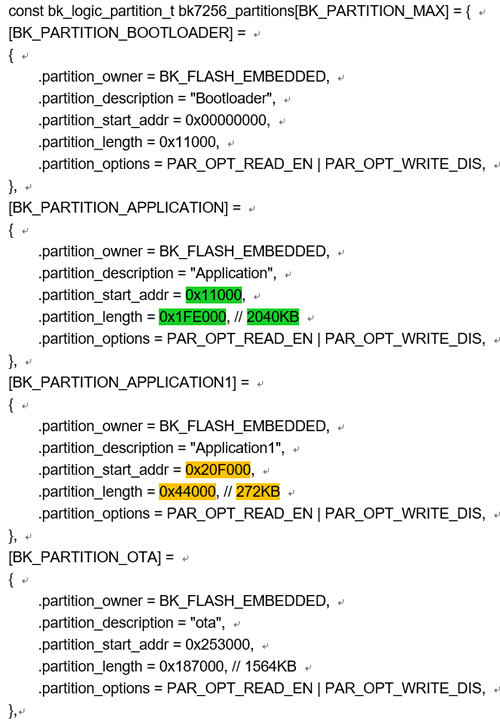 const bk_logic_partition_t bk7256_partitions[BK_PARTITION_MAX] = { ↵
[BK_PARTITION_BOOTLOADER] = ↵
{ ↵
.partition_owner = BK_FLASH_EMBEDDED, ↵
.partition_description = "Bootloader", ↵
.partition_start_addr = 0x00000000, ↵
.partition_length = 0x11000, ↵
.partition_options = PAR_OPT_READ_EN | PAR_OPT_WRITE_DIS, ↵
}, ↵
[BK_PARTITION_APPLICATION] = ↵
{ ↵
.partition_owner = BK_FLASH_EMBEDDED, ↵
.partition_description = "Application", ↵
.partition_start_addr = 0x11000, ↵
.partition_length = 0x1FE000, // 2040KB ↵
.partition_options = PAR_OPT_READ_EN | PAR_OPT_WRITE_DIS, ↵
}, ↵
[BK_PARTITION_APPLICATION1] = ↵
{ ↵
.partition_owner = BK_FLASH_EMBEDDED, ↵
.partition_description = "Application1", ↵
.partition_start_addr = 0x20F000, ↵
.partition_length = 0x44000, // 272KB ↵
.partition_options = PAR_OPT_READ_EN | PAR_OPT_WRITE_DIS, ↵
}, ↵
[BK_PARTITION_OTA] = ↵
{ ↵
.partition_owner = BK_FLASH_EMBEDDED, ↵
.partition_description = "ota", ↵
.partition_start_addr = 0x253000, ↵
.partition_length = 0x187000, // 1564KB ↵
.partition_options = PAR_OPT_READ_EN | PAR_OPT_WRITE_DIS, ↵
},↵